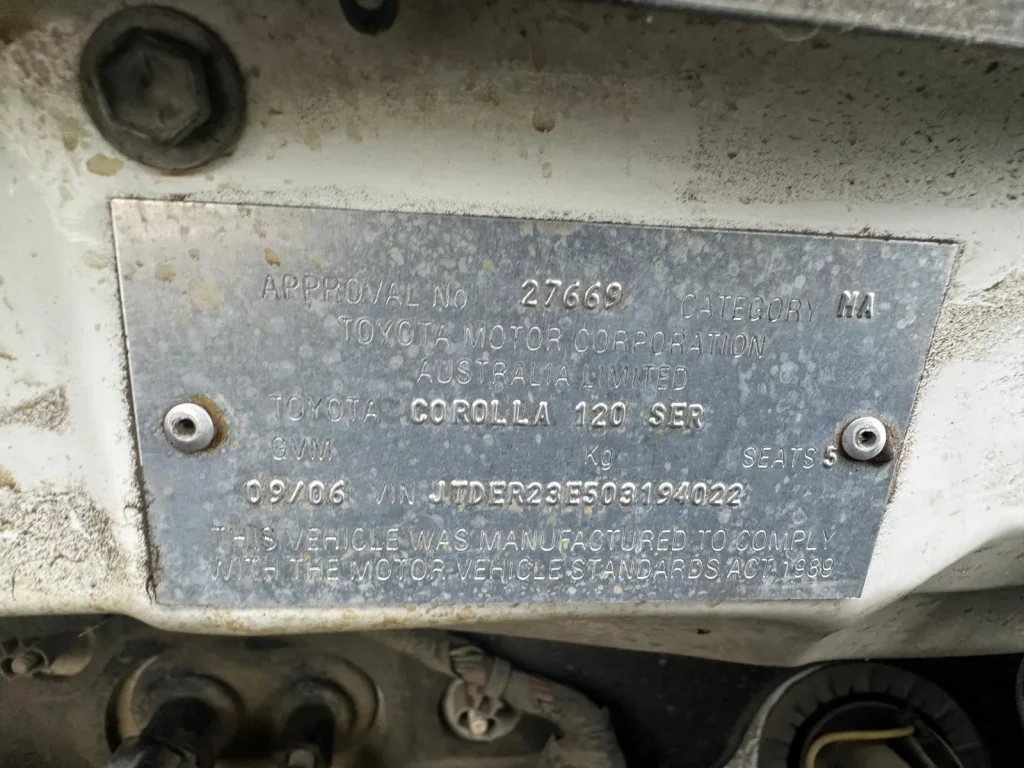 APPROVAL No 27669 CATEGORY MA
TOYOTA MOTOR CORPORATION
AUSTRALIA LIMITED
TOYOTA COROLLA 120 SER
GVM Kg SEATS 5
09/06 VIN JTDER23E503194022
THIS VEHICLE WAS MANUFACTURED TO COMPLY
WITH THE MOTOR VEHICLE STANDARDS ACT 1989